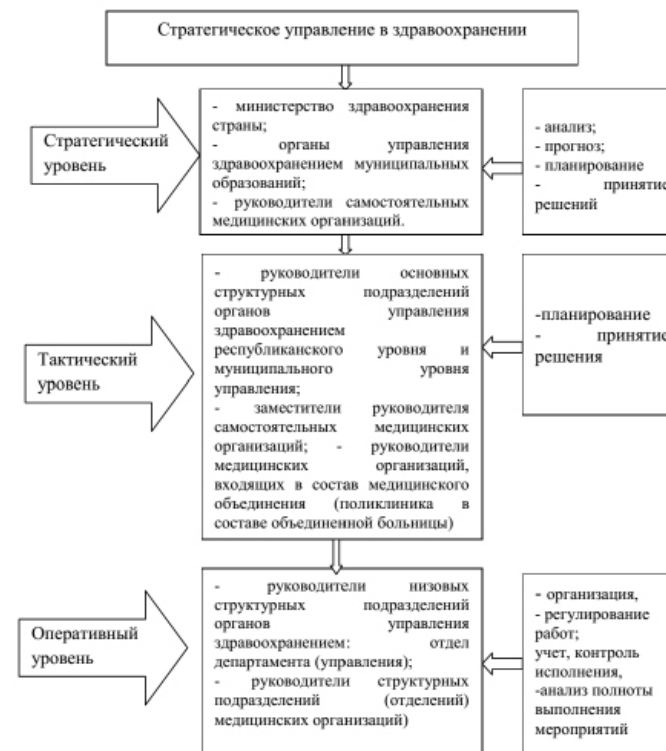 Стратегическое управление в здравоохранении
Стратегический
уровень
- министерство здравоохранения
страны;
- органы управления
здравоохранением муниципальных
образований;
- руководители самостоятельных
медицинских организаций.
- анализ;
- прогноз;
- планирование
- принятие
решений
Тактический
уровень
- руководители основных
структурных подразделений
органов управления
здравоохранением
республиканского уровня и
муниципального уровня
управления;
- заместители руководителя
самостоятельных медицинских
организаций; - руководители
медицинских организаций,
входящих в состав медицинского
объединения (поликлиника в
составе объединенной больницы)
-планирование
- принятие
решения
Оперативный
уровень
- руководители низовых
структурных подразделений
органов управления
здравоохранением: отдел
департамента (управления);
- руководители структурных
подразделений (отделений)
медицинских организаций)
- организация,
- регулирование
работ;
учет, контроль
исполнения,
-анализ полноты
выполнения
мероприятий